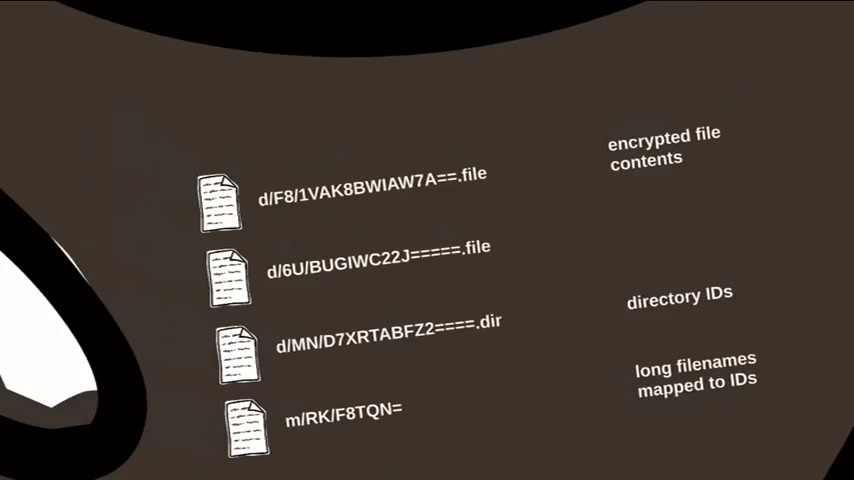 encrypted file
contents
d/F8/1VAK8BWIAW7A==.file
d/6U/BUGIWC22J=====.file
directory IDs
d/MN/D7XRTABFZ2====.dir
long filenames
mapped to IDs
m/RK/F8TQN=